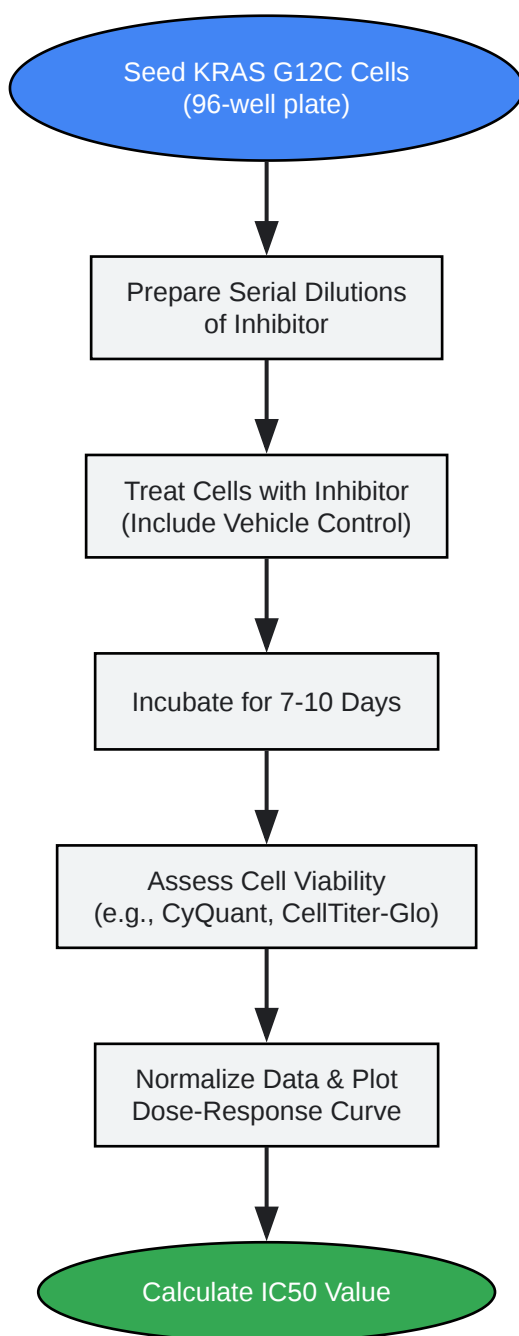 Seed KRAS G12C Cells
(96-well plate)
Prepare Serial Dilutions
of Inhibitor
Treat Cells with Inhibitor
(Include Vehicle Control)
Incubate for 7-10 Days
Assess Cell Viability
(e.g., CyQuant, CellTiter-Glo)
Normalize Data & Plot
Dose-Response Curve
Calculate IC50 Value